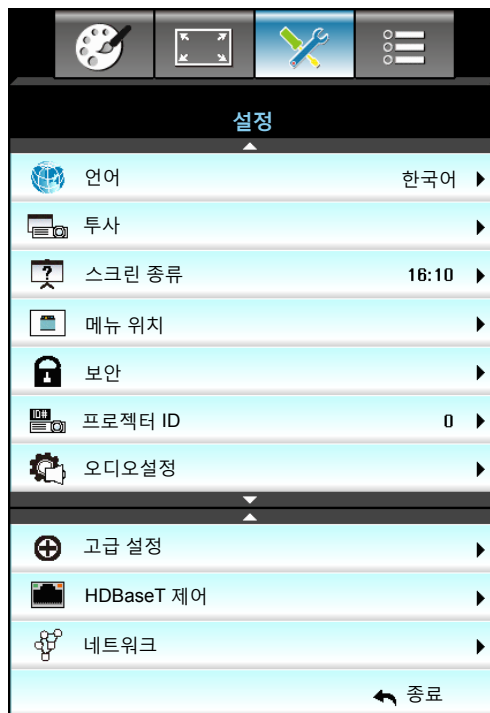 설정
언어 한국어
투사
스크린 종류 16:10
메뉴 위치
보안
ID#
프로젝터 ID 0
오디오설정
고급 설정
HDBaseT 제어
네트워크
종료